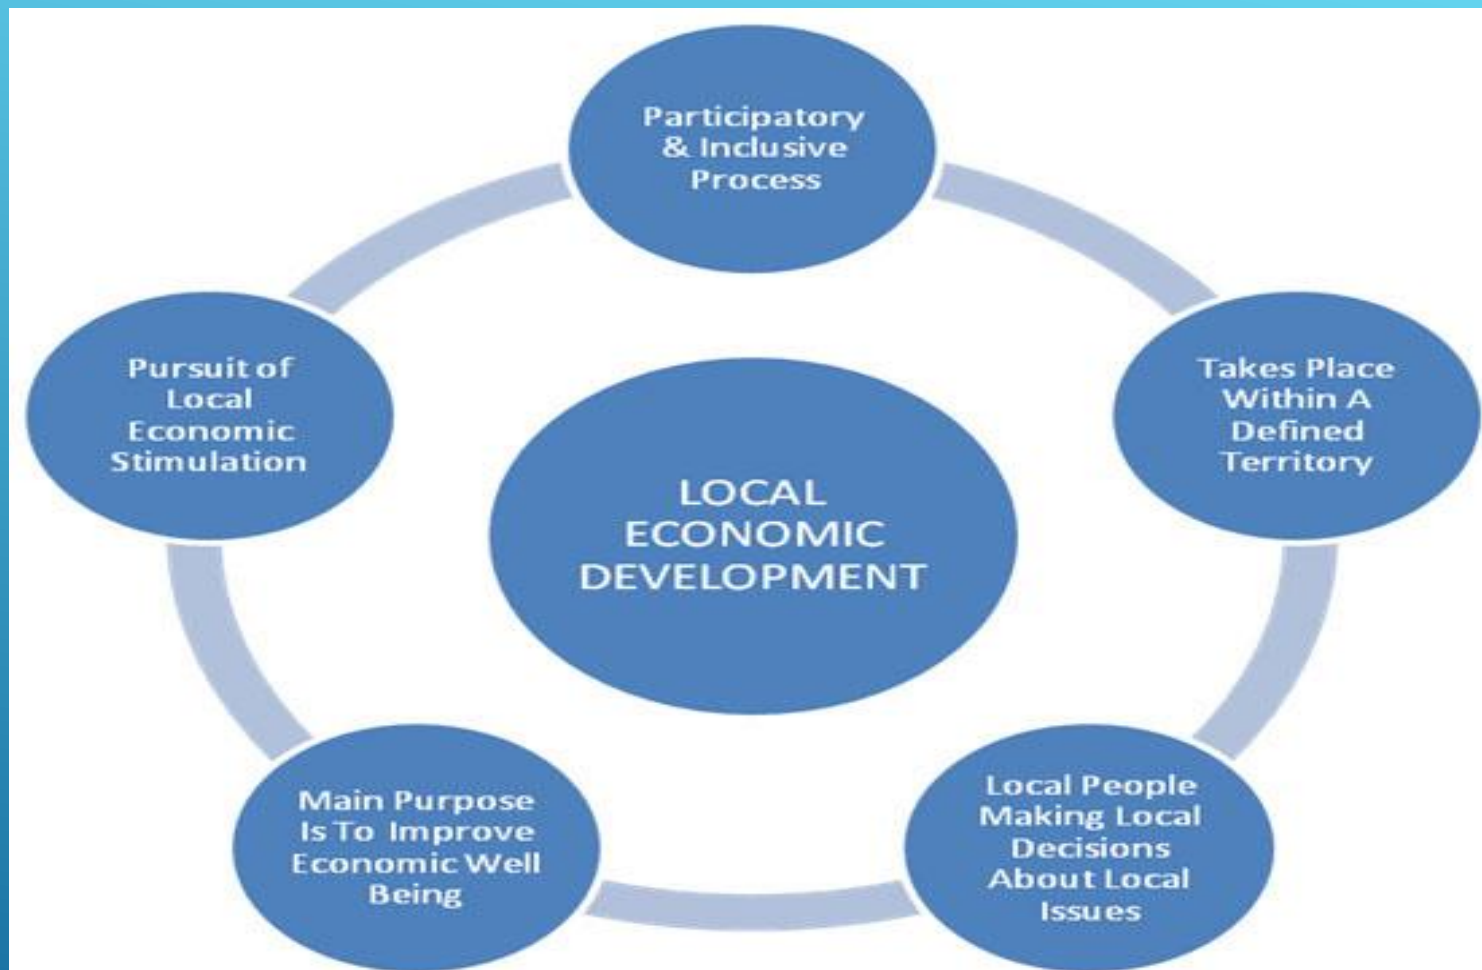 Participatory
& Inclusive
Process
Takes Place
Within A
Defined
Territory
Local People
Making Local
Decisions
About Local
Issues
Main Purpose
Is To Improve
Economic Well
Being
Pursuit of
Local
Economic
Stimulation
LOCAL
ECONOMIC
DEVELOPMENT